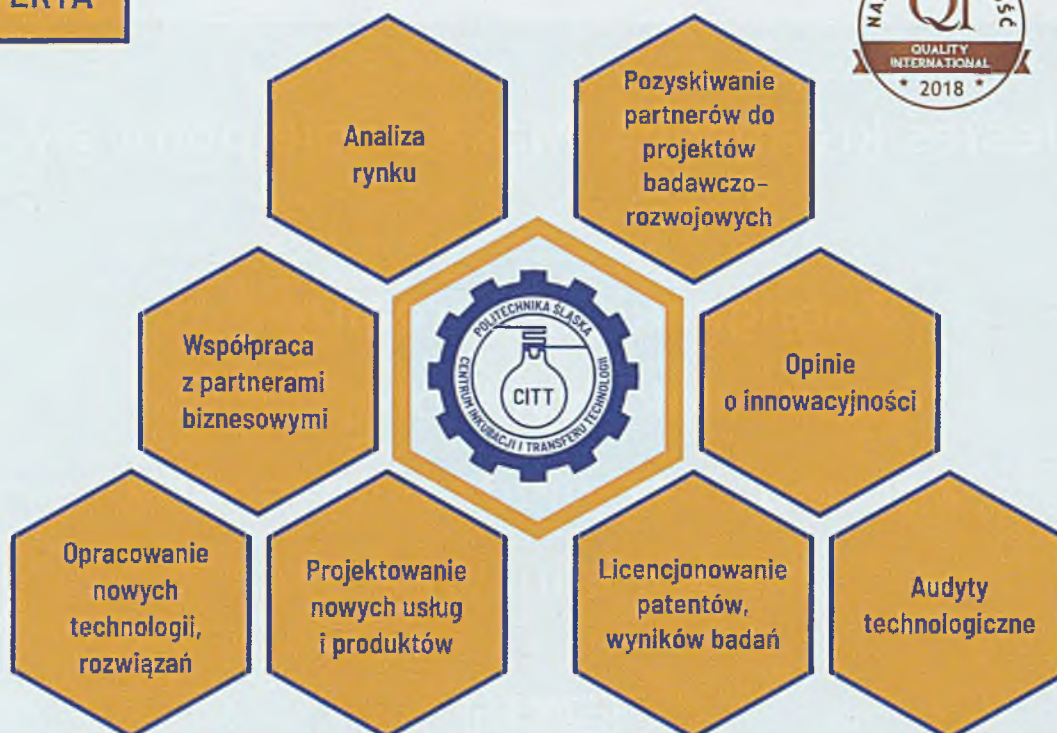 QI
QUALITY
INTERNATIONAL
* 2018 *
Analiza
rynku
Pozyskiwanie
partnerów do
projektów
badawczo-
rozwojowych
Współpraca
z partnerami
biznesowymi
POLITECHNIKA ŚLĄSKA
CENTRUM INKUBACJI I TRANSFERU TECHNOLOGII
CITT
Opinie
o innowacyjności
Opracowanie
nowych
technologii,
rozwiązań
Projektowanie
nowych usług
i produktów
Licencjonowanie
patentów,
wyników badań
Audyty
technologiczne